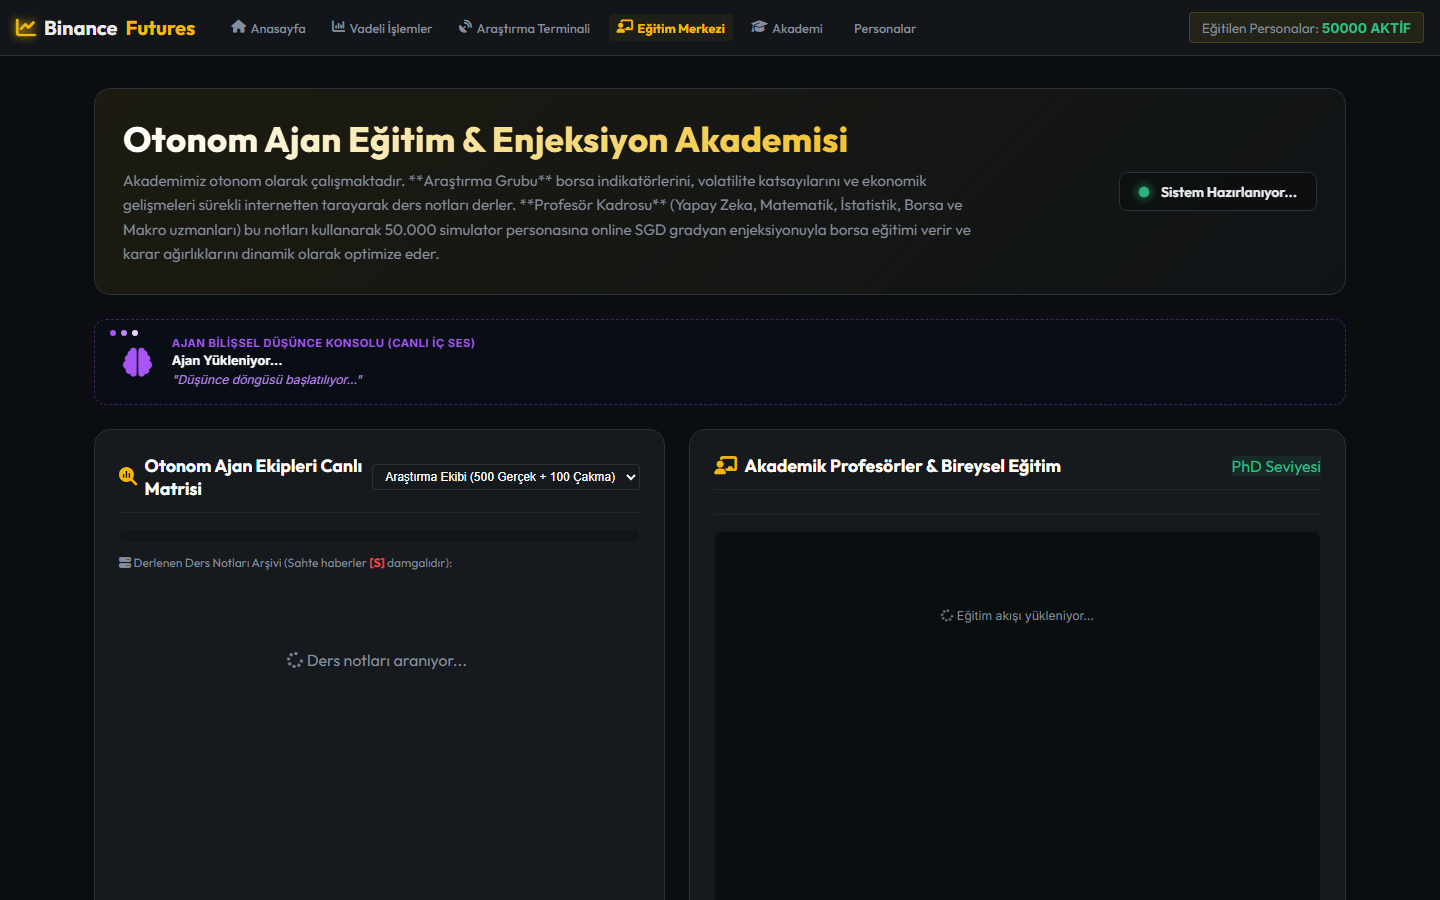 Binance Futures
Anasayfa
Vadeli İşlemler
Araştırma Terminali
Eğitim Merkezi
Akademi
Personalar
Eğitilen Personalar: 50000 AKTİF
Otonom Ajan Eğitim & Enjeksiyon Akademisi
Akademimiz otonom olarak çalışmaktadır. **Araştırma Grubu** borsa indikatörlerini, volatilite katsayılarını ve ekonomik
gelişmeleri sürekli internetten tarayarak ders notları derler. **Profesör Kadrosu** (Yapay Zeka, Matematik, İstatistik, Borsa ve
Makro uzmanları) bu notları kullanarak 50.000 simulator personasına online SGD gradyan enjeksiyonuyla borsa eğitimi verir ve
karar ağırlıklarını dinamik olarak optimize eder.
Sistem Hazırlanıyor...
AJAN BİLİŞSEL DÜŞÜNCE KONSOLU (CANLI İÇ SES)
Ajan Yükleniyor...
"Düşünce döngüsü başlatılıyor..."
Otonom Ajan Ekipleri Canlı
Matrisi
Araştırma Ekibi (500 Gerçek + 100 Çakma)
Derlenen Ders Notları Arşivi (Sahte haberler [S] damgalıdır):
Ders notları aranıyor...
Akademik Profesörler & Bireysel Eğitim
PhD Seviyesi
Eğitim akışı yükleniyor...